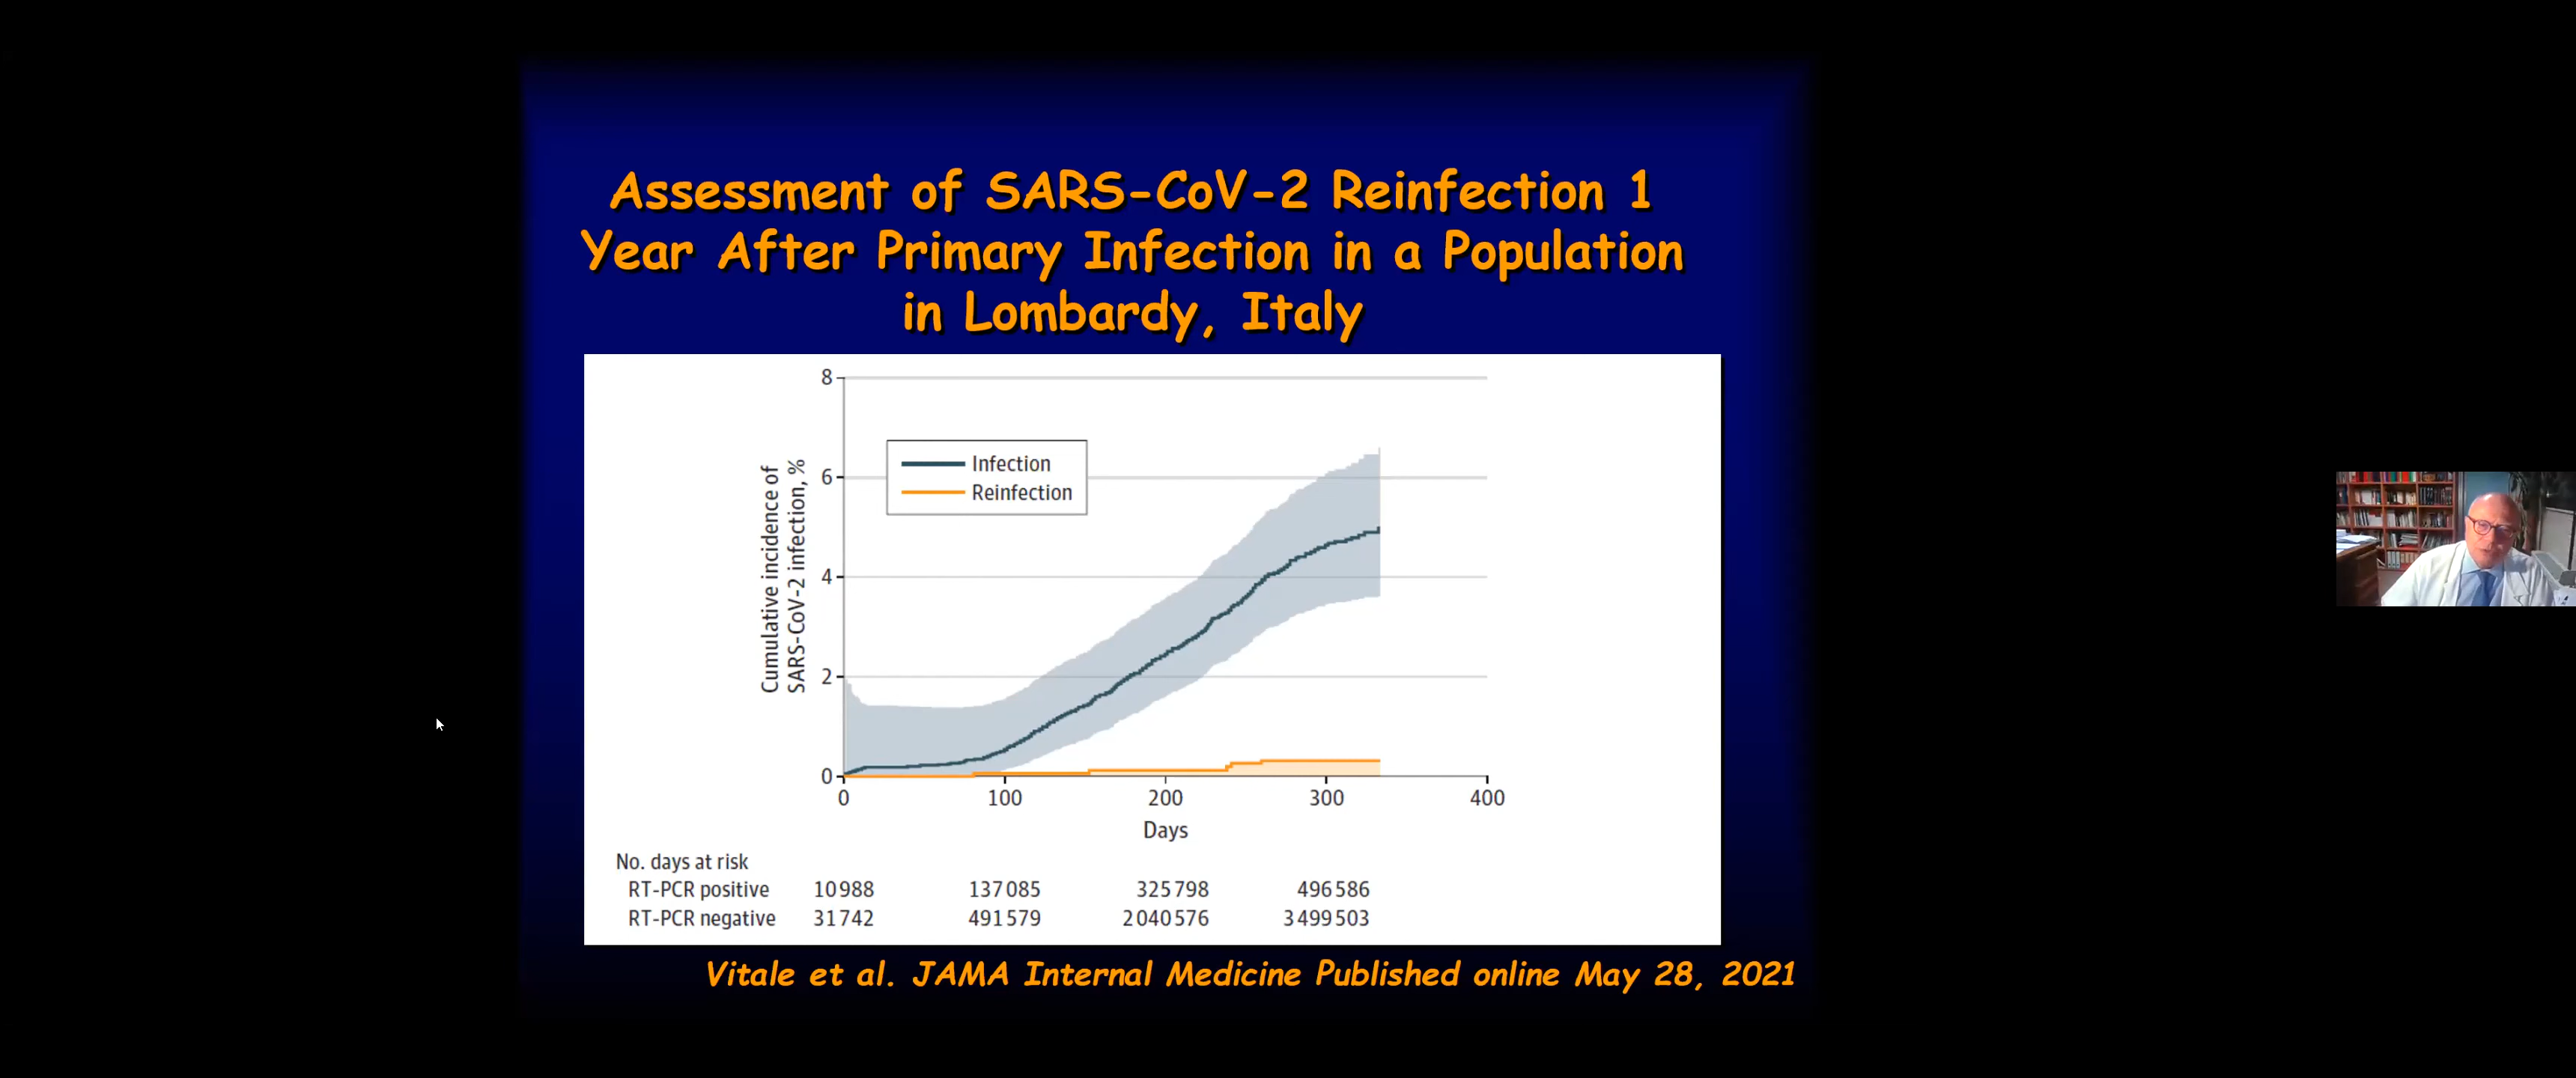 Assessment of SARS-CoV-2 Reinfection 1
Year After Primary Infection in a Population
in Lombardy, Italy
8
6
4
2
0
Cumulative incidence of
SARS-CoV-2 infection, %
Infection
Reinfection
0 100 200 300 400
Days
No. days at risk
RT-PCR positive 10988 137085 325798 496586
RT-PCR negative 31742 491579 2040576 3499503
Vitale et al. JAMA Internal Medicine Published online May 28, 2021